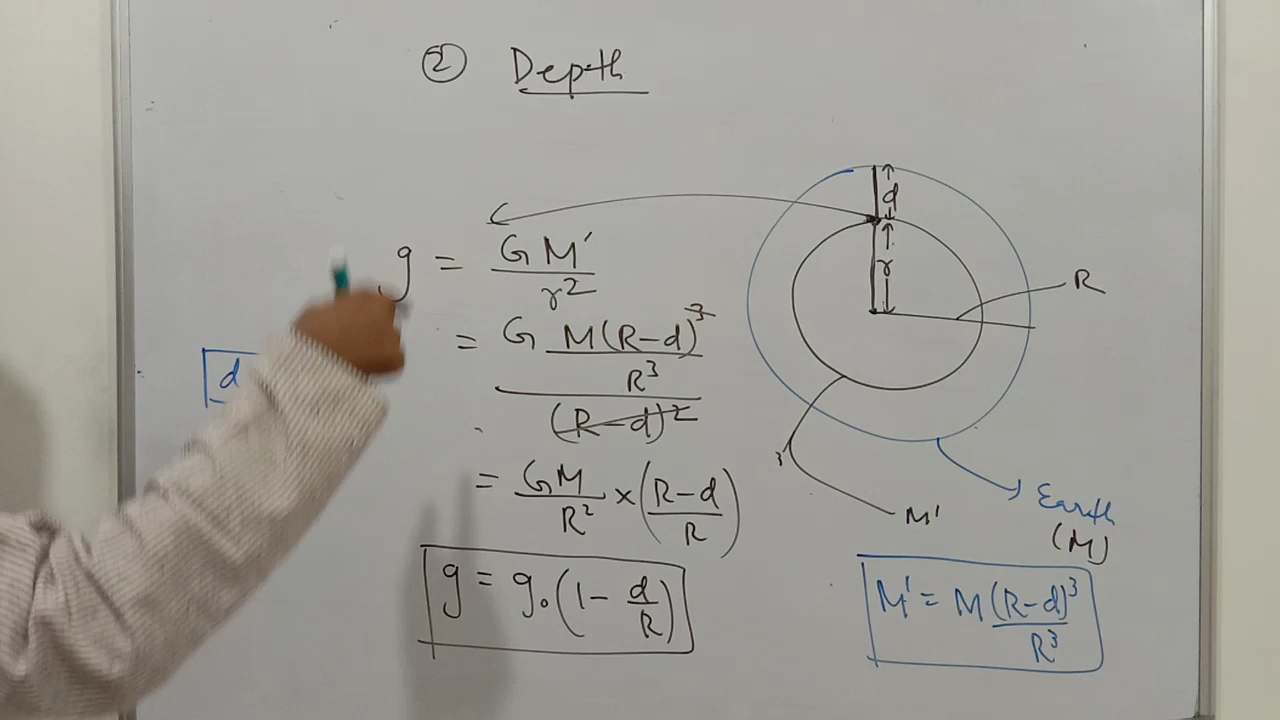 ② Depth
g = GM'/r²
= G M(R-d)³/R³ / (R-d)²
= GM/R² × (R-d/R)
g = g₀(1 - d/R)
d
d
r
R
M'
Earth
(M)
M' = M(R-d)³/R³